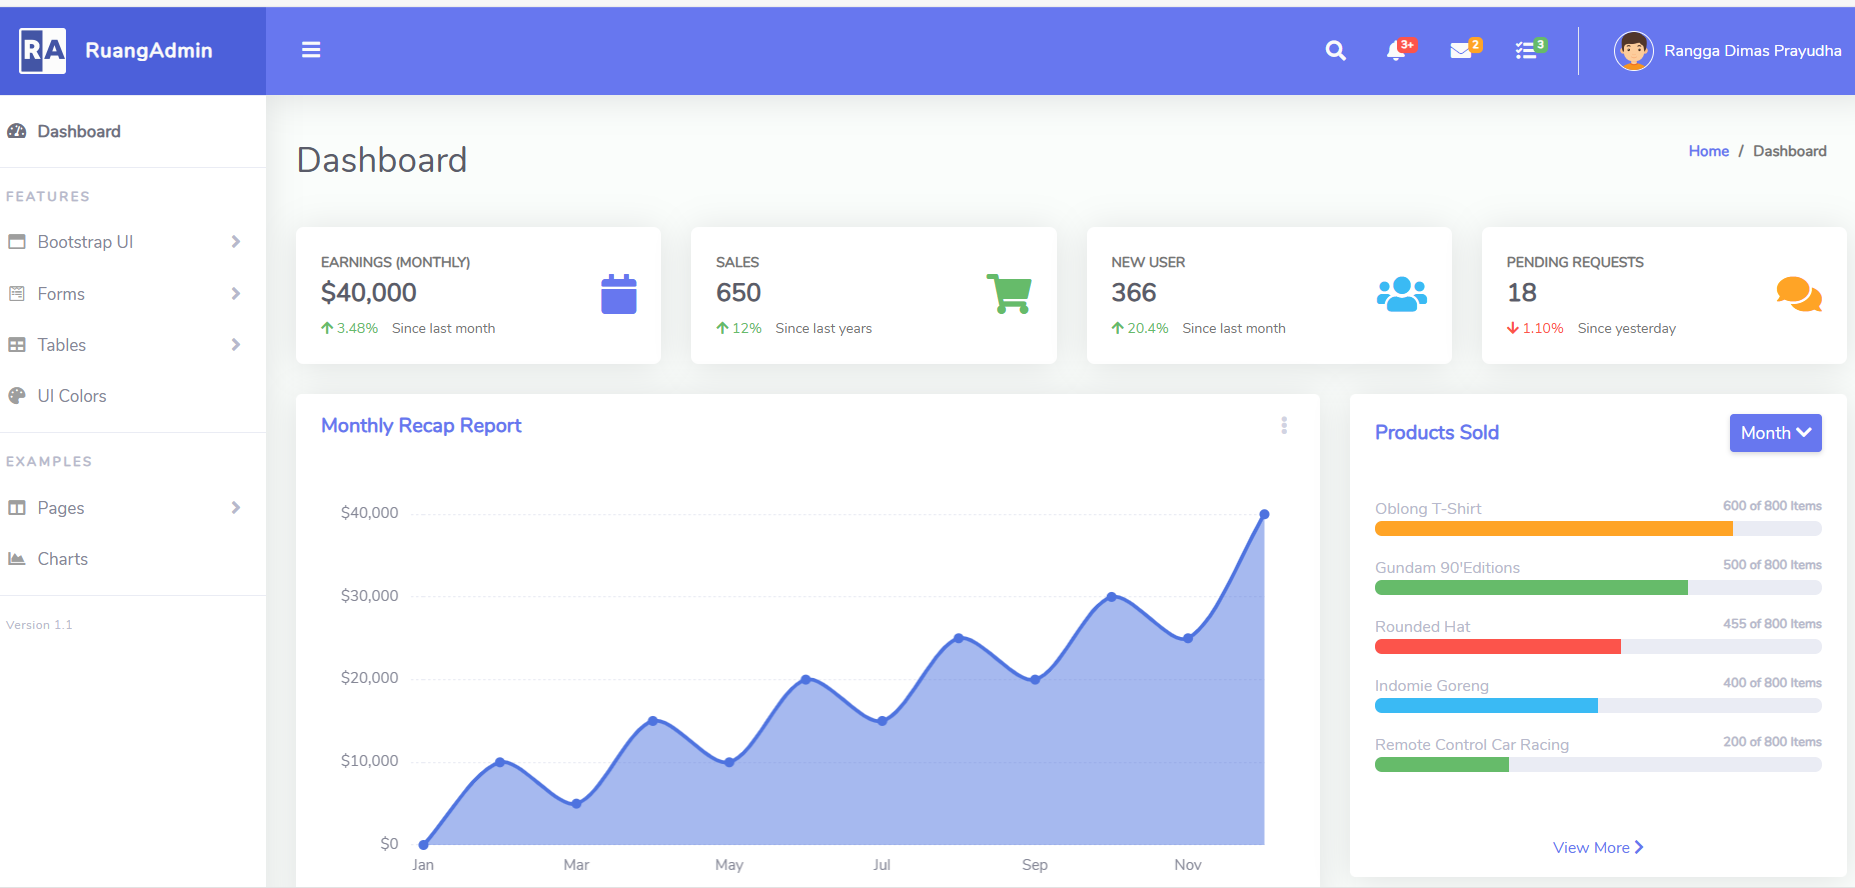 RA RuangAdmin
3+ 2 3 Rangga Dimas Prayudha
Dashboard
FEATURES
Bootstrap UI
Forms
Tables
UI Colors
EXAMPLES
Pages
Charts
Version 1.1
Dashboard
Home / Dashboard
EARNINGS (MONTHLY)
$40,000
3.48% Since last month
SALES
650
12% Since last years
NEW USER
366
20.4% Since last month
PENDING REQUESTS
18
1.10% Since yesterday
Monthly Recap Report
$40,000
$30,000
$20,000
$10,000
$0
Jan Mar May Jul Sep Nov
Products Sold
Month
Oblong T-Shirt 600 of 800 Items
Gundam 90'Editions 500 of 800 Items
Rounded Hat 455 of 800 Items
Indomie Goreng 400 of 800 Items
Remote Control Car Racing 200 of 800 Items
View More